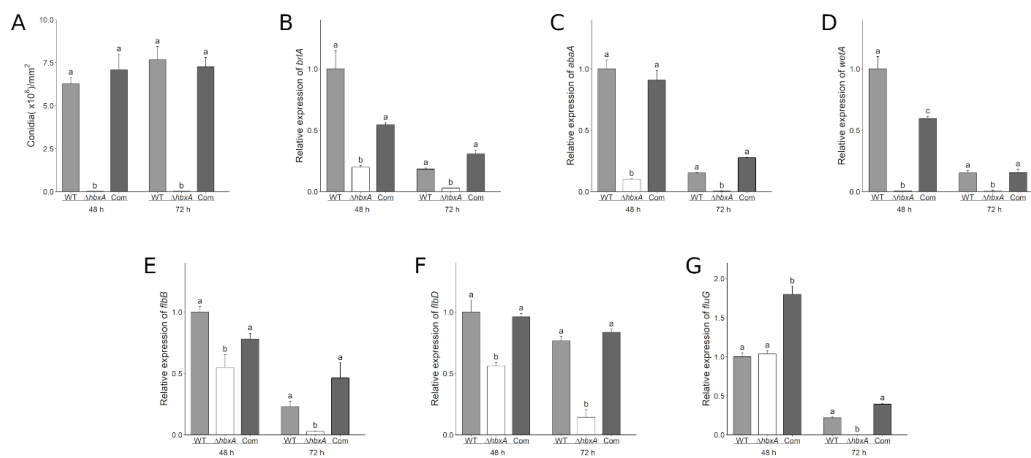 A
Conidia( x10⁶)/mm²
10.0
7.5
5.0
2.5
0.0
a
b
a
a
b
a
WT ΔhbxA Com WT ΔhbxA Com
48 h 72 h
B
Relative expression of brlA
1.0
0.5
0.0
a
b
a
a
b
a
WT ΔhbxA Com WT ΔhbxA Com
48 h 72 h
C
Relative expression of abaA
1.0
0.5
0.0
a
b
a
a
b
a
WT ΔhbxA Com WT ΔhbxA Com
48 h 72 h
D
Relative expression of wetA
1.0
0.5
0.0
a
b
c
a
b
a
WT ΔhbxA Com WT ΔhbxA Com
48 h 72 h
E
Relative expression of flbB
1.0
0.5
0.0
a
b
a
a
b
a
WT ΔhbxA Com WT ΔhbxA Com
48 h 72 h
F
Relative expression of flbD
1.0
0.5
0.0
a
b
a
a
b
a
WT ΔhbxA Com WT ΔhbxA Com
48 h 72 h
G
Relative expression of fluG
2.0
1.5
1.0
0.5
0.0
a
a
b
a
b
a
WT ΔhbxA Com WT ΔhbxA Com
48 h 72 h